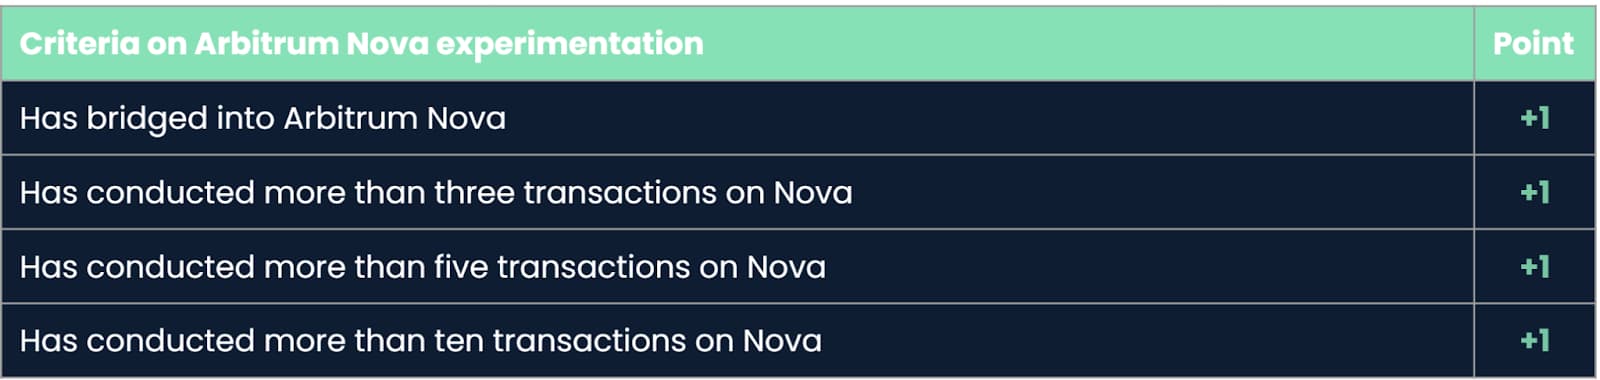 Criteria on Arbitrum Nova experimentation Point
Has bridged into Arbitrum Nova +1
Has conducted more than three transactions on Nova +1
Has conducted more than five transactions on Nova +1
Has conducted more than ten transactions on Nova +1